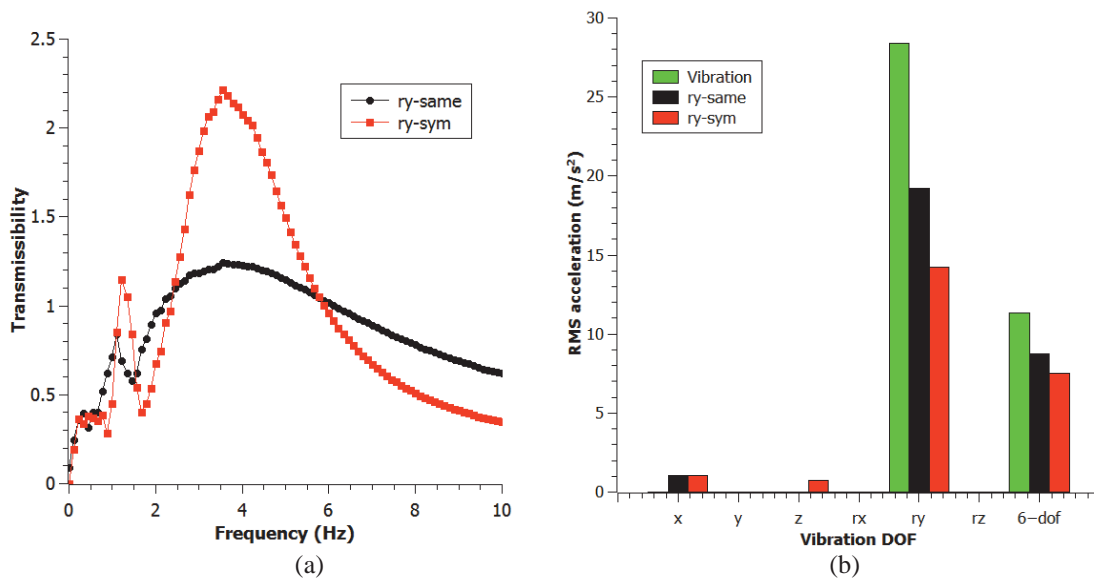 2.5
2
1.5
1
0.5
0
Transmissibility
ry-same
ry-sym
0 2 4 6 8 10
Frequency (Hz)
(a)
30
25
20
15
10
5
0
RMS acceleration (m/s²)
Vibration
ry-same
ry-sym
x y z rx ry rz 6−dof
Vibration DOF
(b)